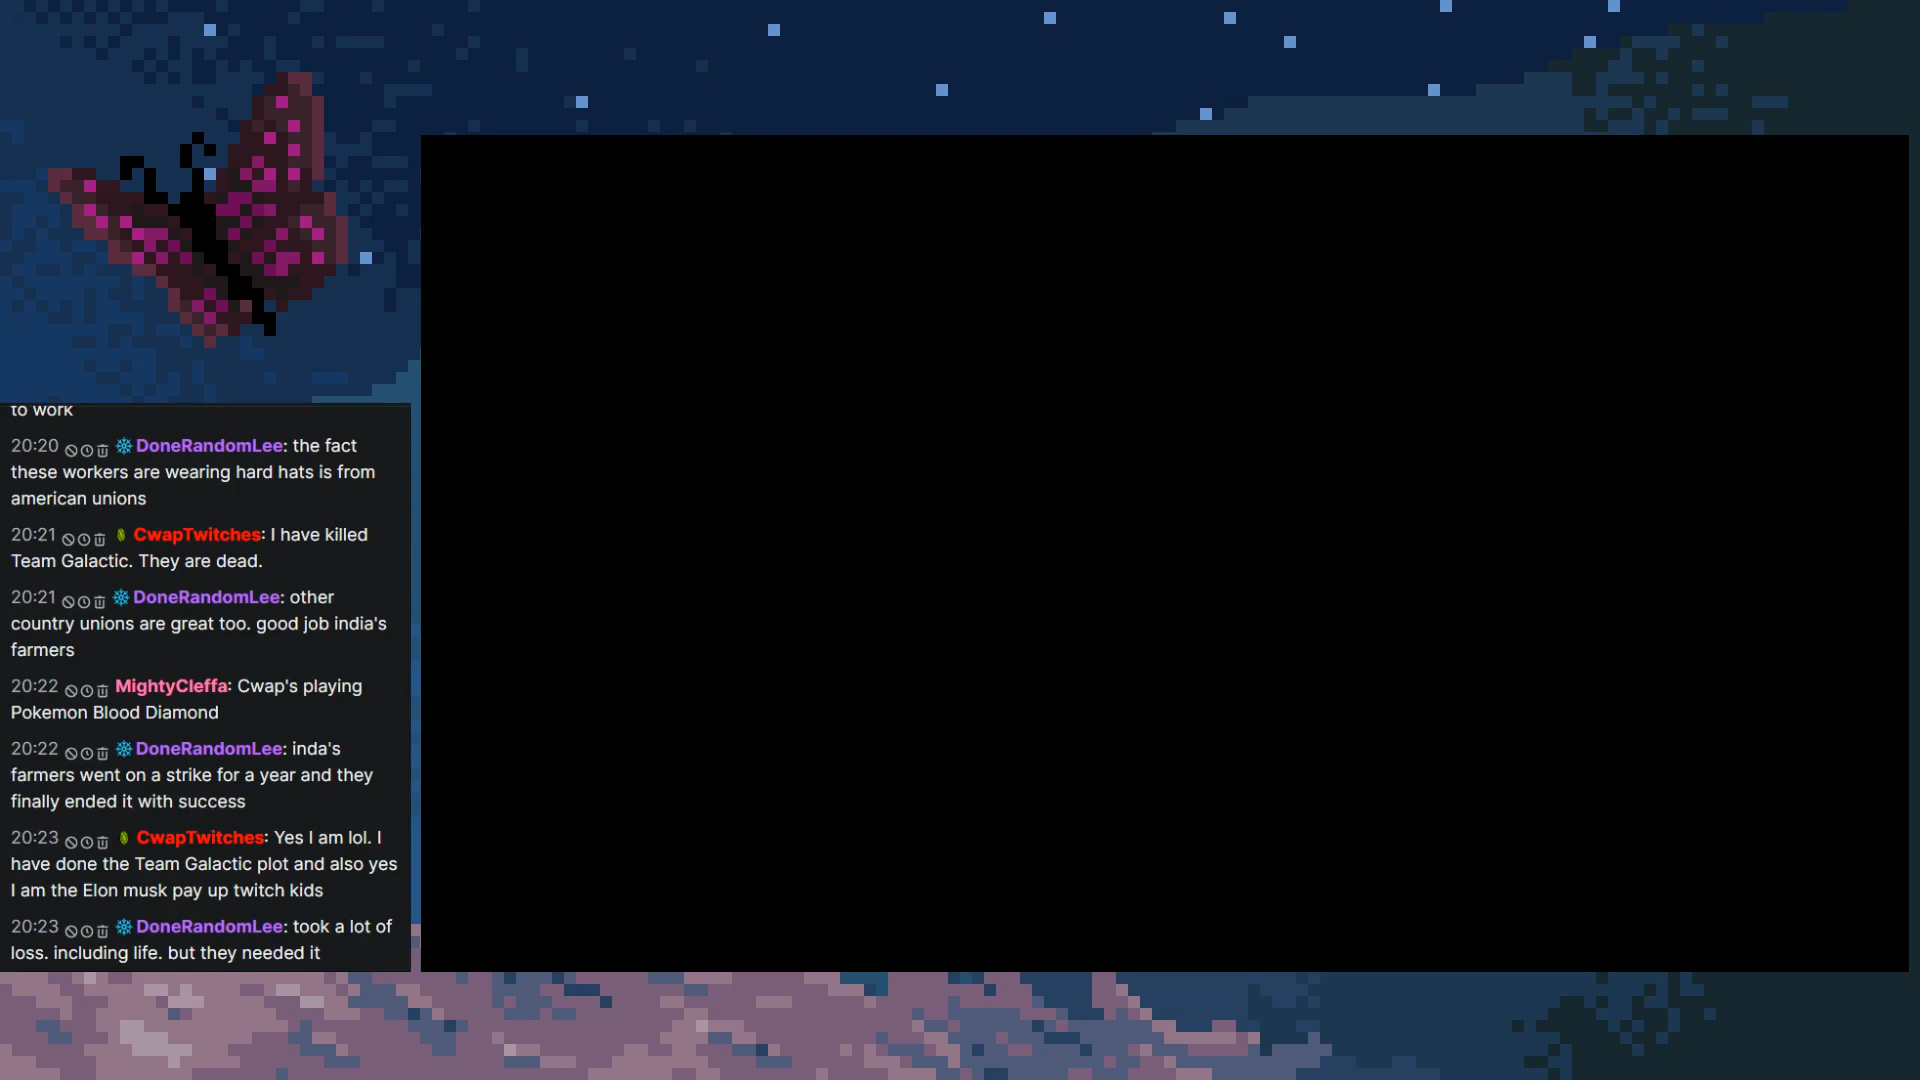 to work
20:20 DoneRandomLee: the fact
these workers are wearing hard hats is from
american unions
20:21 CwapTwitches: I have killed
Team Galactic. They are dead.
20:21 DoneRandomLee: other
country unions are great too. good job india's
farmers
20:22 MightyCleffa: Cwap's playing
Pokemon Blood Diamond
20:22 DoneRandomLee: inda's
farmers went on a strike for a year and they
finally ended it with success
20:23 CwapTwitches: Yes I am lol. I
have done the Team Galactic plot and also yes
I am the Elon musk pay up twitch kids
20:23 DoneRandomLee: took a lot of
loss. including life. but they needed it